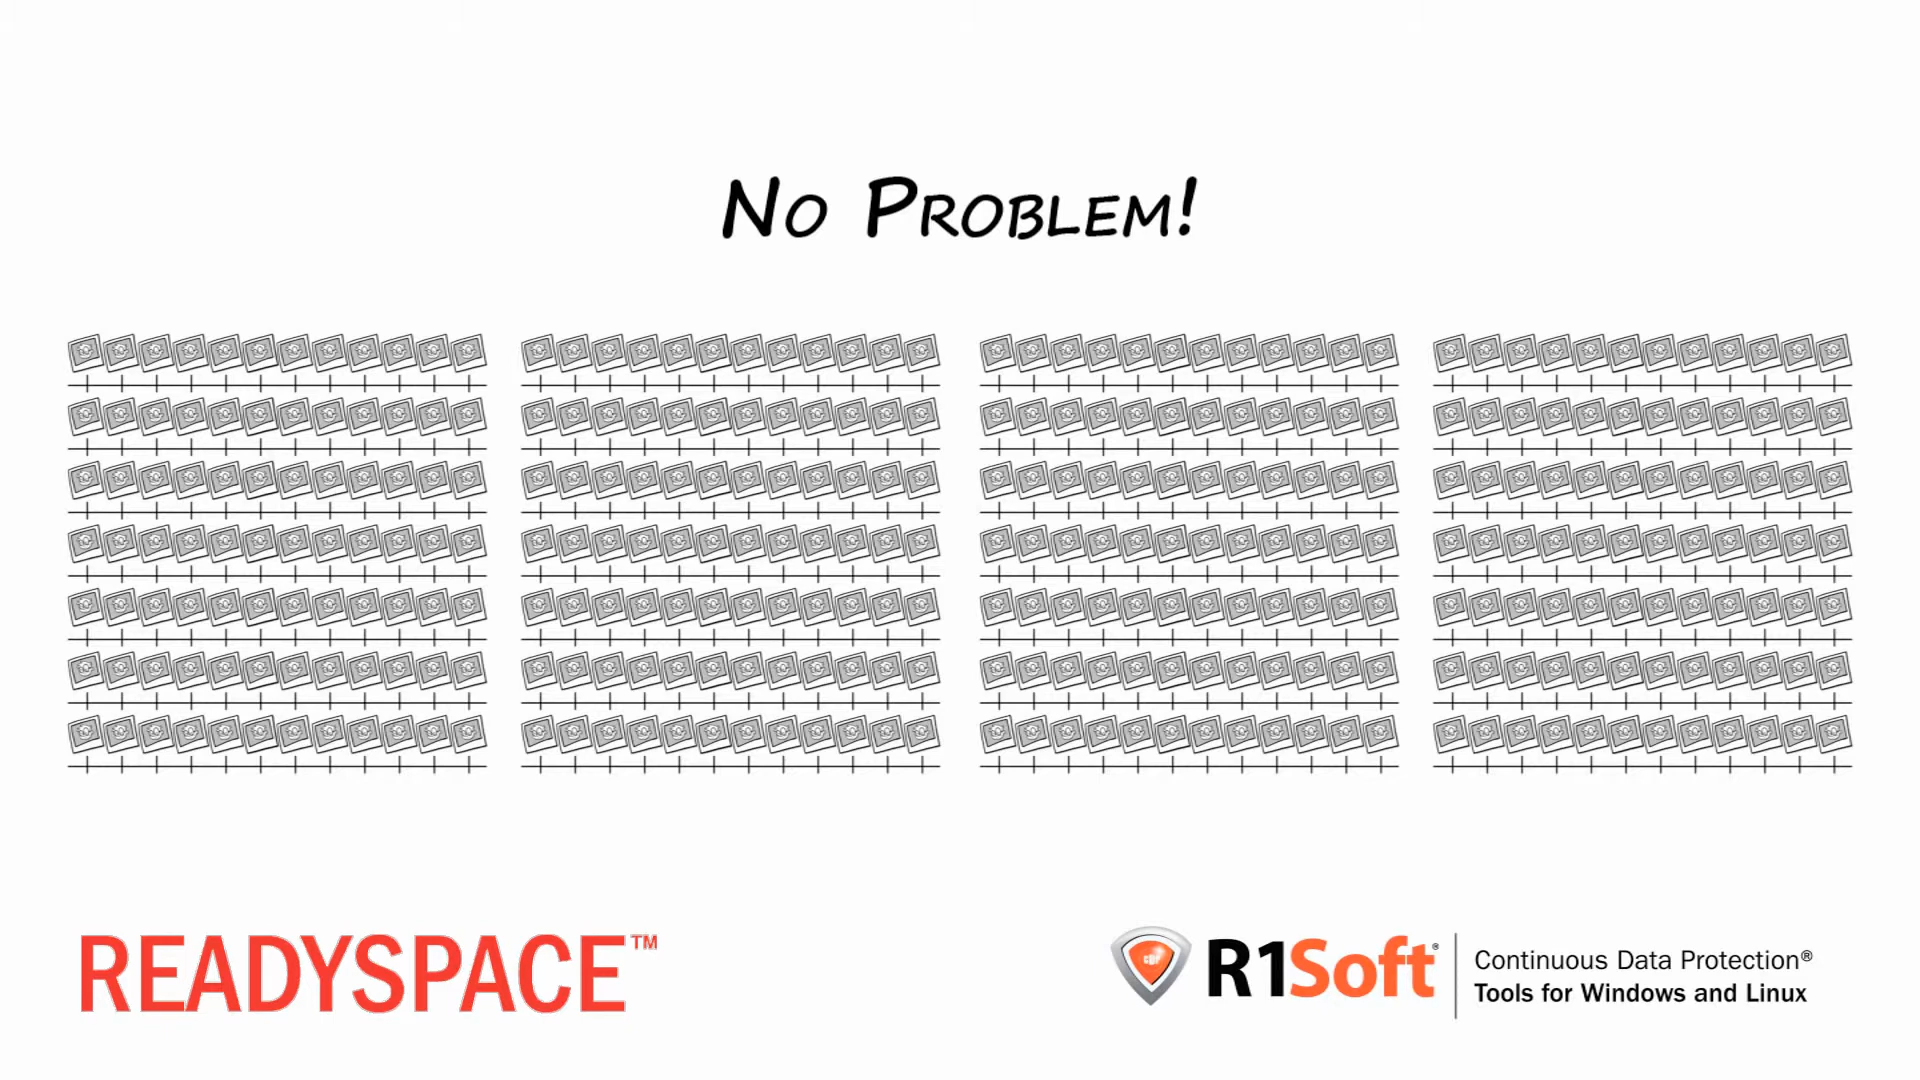 No Problem!
READYSPACE™
R1Soft®
Continuous Data Protection®
Tools for Windows and Linux